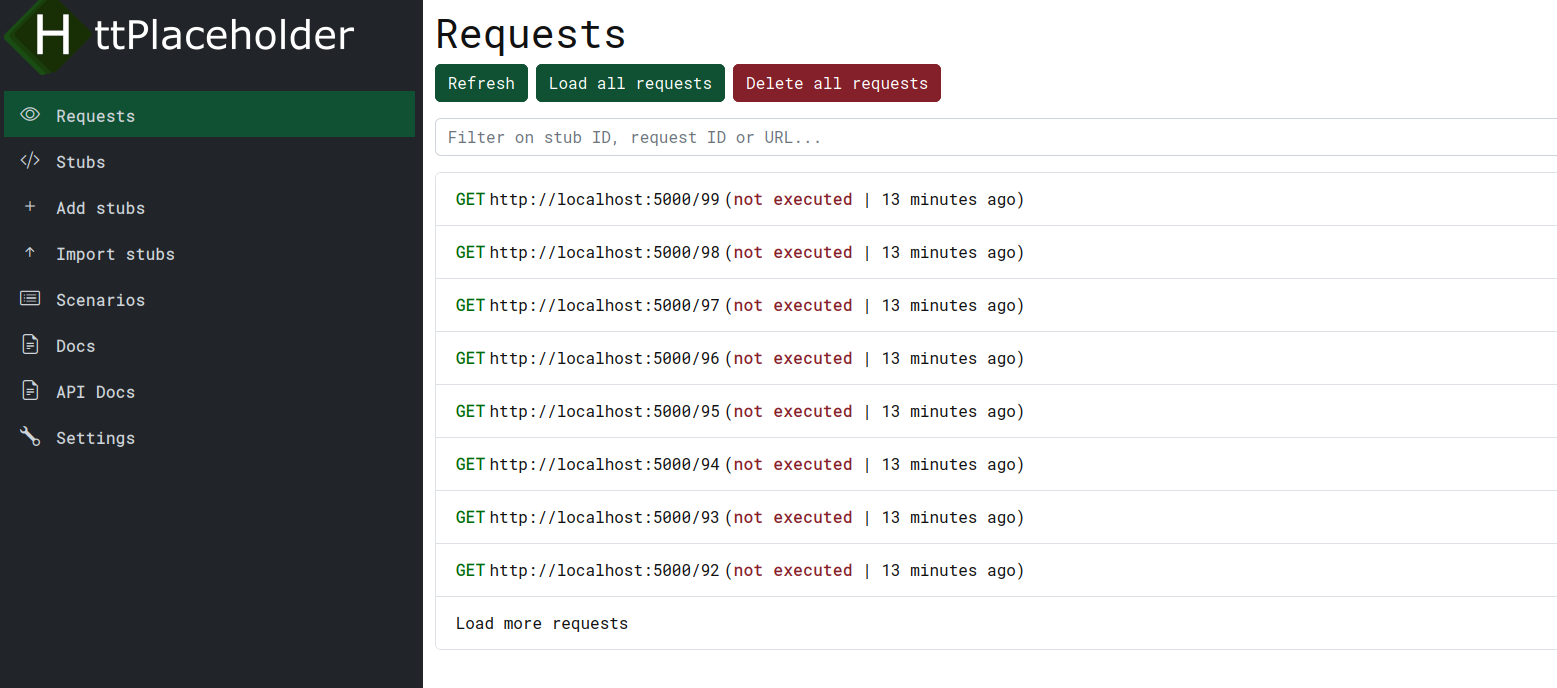 HttPlaceholder
Requests
Stubs
Add stubs
Import stubs
Scenarios
Docs
API Docs
Settings
Requests
Refresh Load all requests Delete all requests
Filter on stub ID, request ID or URL...
GET http://localhost:5000/99 (not executed | 13 minutes ago)
GET http://localhost:5000/98 (not executed | 13 minutes ago)
GET http://localhost:5000/97 (not executed | 13 minutes ago)
GET http://localhost:5000/96 (not executed | 13 minutes ago)
GET http://localhost:5000/95 (not executed | 13 minutes ago)
GET http://localhost:5000/94 (not executed | 13 minutes ago)
GET http://localhost:5000/93 (not executed | 13 minutes ago)
GET http://localhost:5000/92 (not executed | 13 minutes ago)
Load more requests